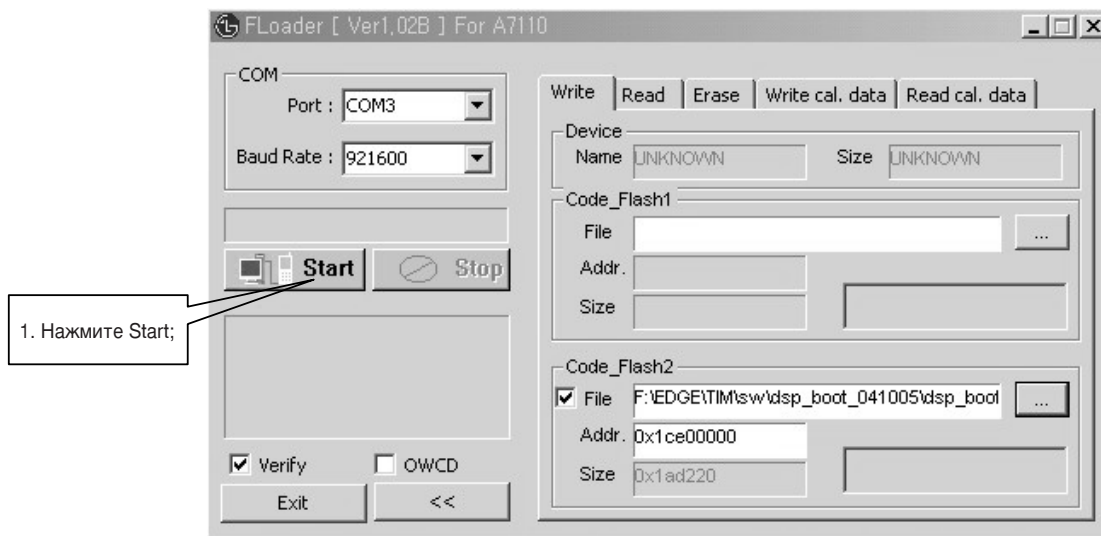 FLoader [ Ver1,02B ] For A7110
COM
Port : COM3
Baud Rate : 921600
Start
Stop
1. Нажмите Start;
Verify
OWCD
Exit
<<
Write
Read
Erase
Write cal. data
Read cal. data
Device
Name UNKNOWN Size UNKNOWN
Code_Flash1
File ...
Addr.
Size
Code_Flash2
File F:\EDGE\TIM\sw\dsp_boot_041005\dsp_boot ...
Addr. 0x1ce00000
Size 0x1ad220